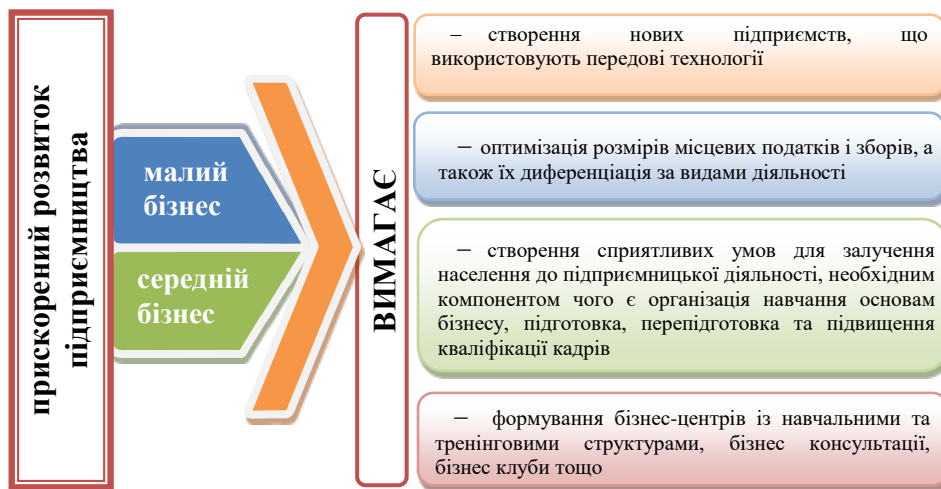 прискорений розвиток
підприємництва
малий
бізнес
середній
бізнес
ВИМАГАЄ
– створення нових підприємств, що
використовують передові технології
– оптимізація розмірів місцевих податків і зборів, а
також їх диференціація за видами діяльності
– створення сприятливих умов для залучення
населення до підприємницької діяльності, необхідним
компонентом чого є організація навчання основам
бізнесу, підготовка, перепідготовка та підвищення
кваліфікації кадрів
– формування бізнес-центрів із навчальними та
тренінговими структурами, бізнес консультації,
бізнес клуби тощо